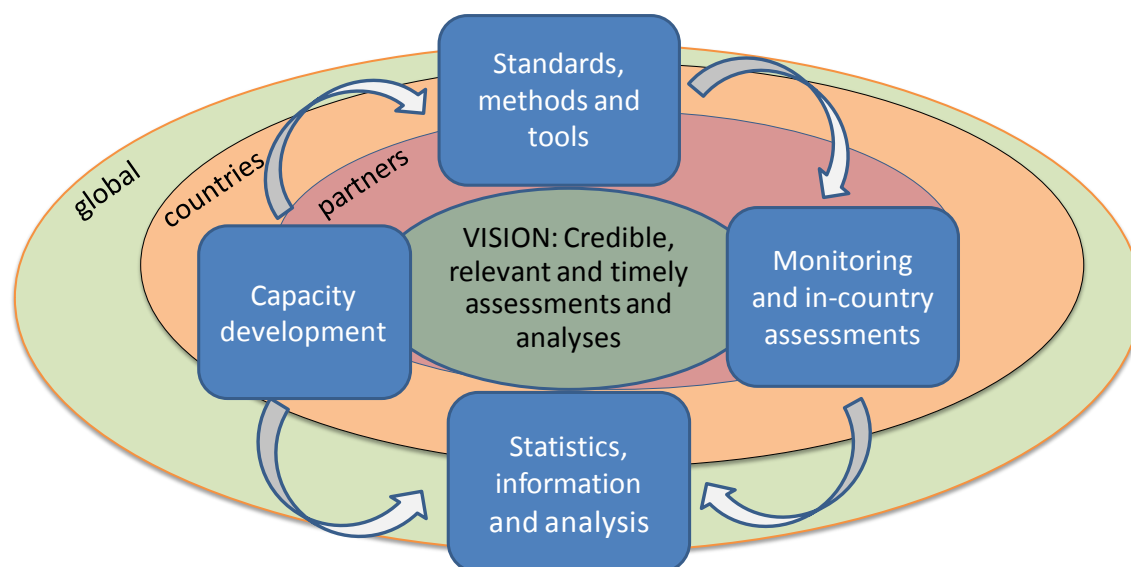 Standards,
methods and
tools
global
countries
partners
VISION: Credible,
relevant and timely
assessments and
analyses
Capacity
development
Monitoring
and in-country
assessments
Statistics,
information
and analysis